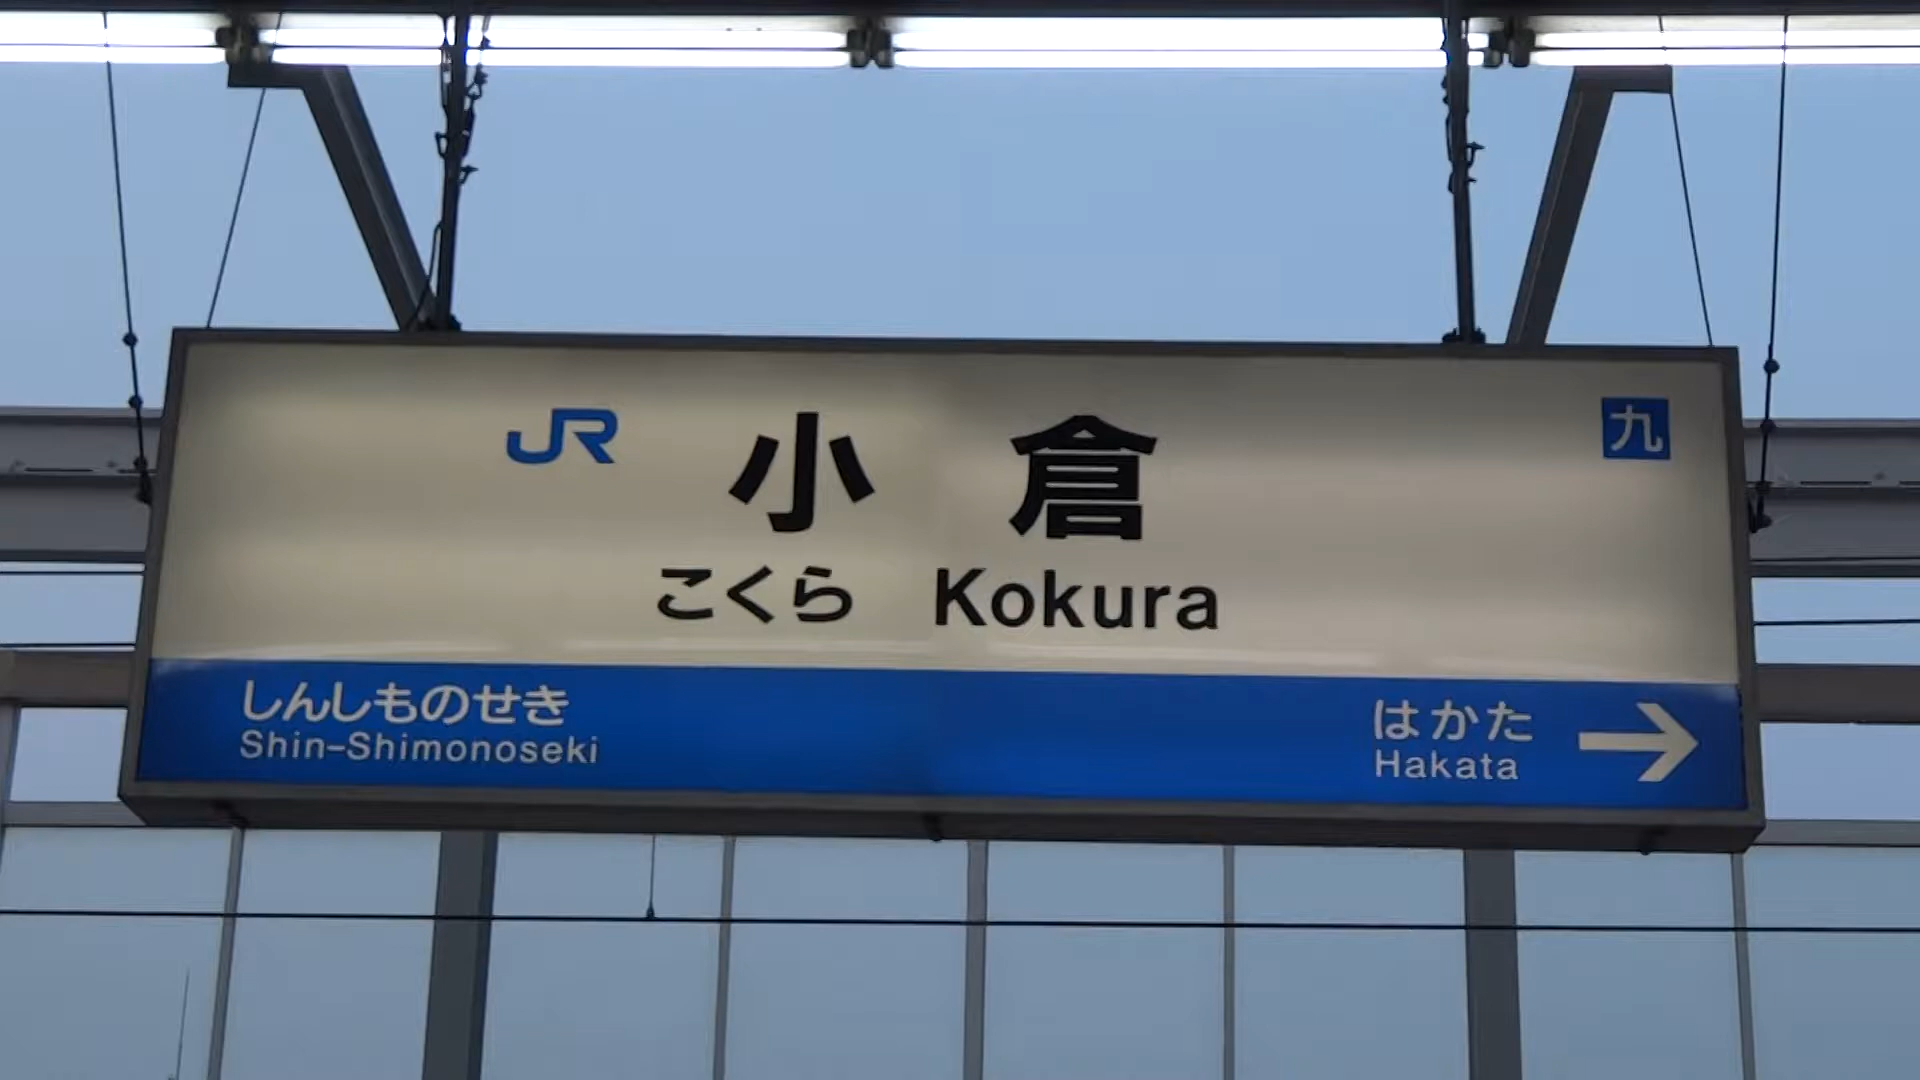 JR 小倉 九
こくら Kokura
しんしものせき はかた →
Shin-Shimonoseki Hakata